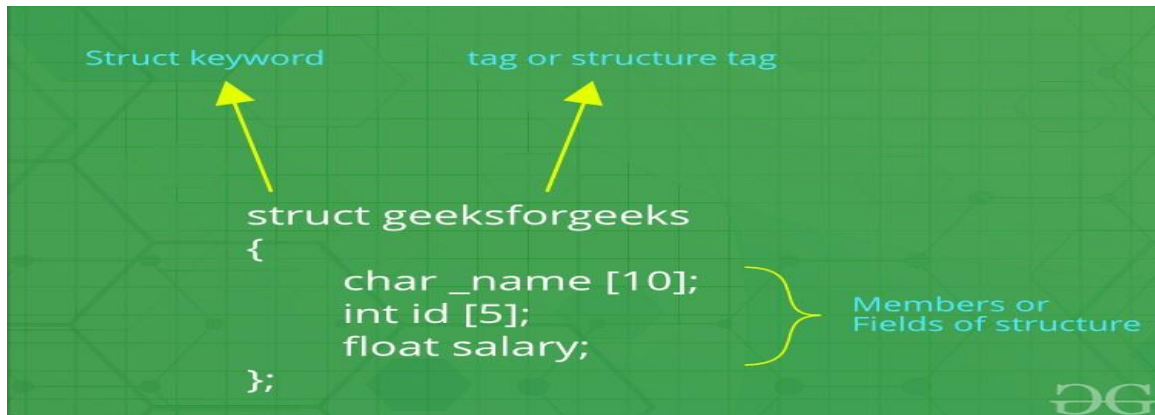 Struct keyword
tag or structure tag
struct geeksforgeeks
{
char _name [10];
int id [5];
float salary;
};
Members or
Fields of structure
GG